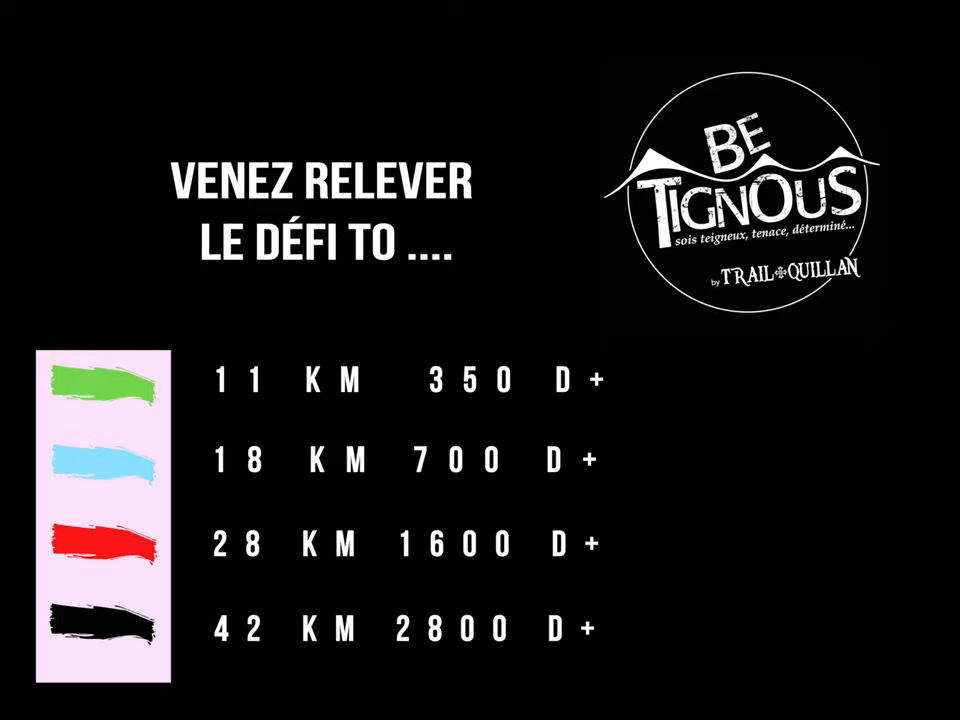 VENEZ RELEVER
LE DÉFI TO ....
BE
TIGNOUS
sois teigneux, tenace, déterminé...
by TRAIL QUILLAN
11 KM 350 D+
18 KM 700 D+
28 KM 1600 D+
42 KM 2800 D+